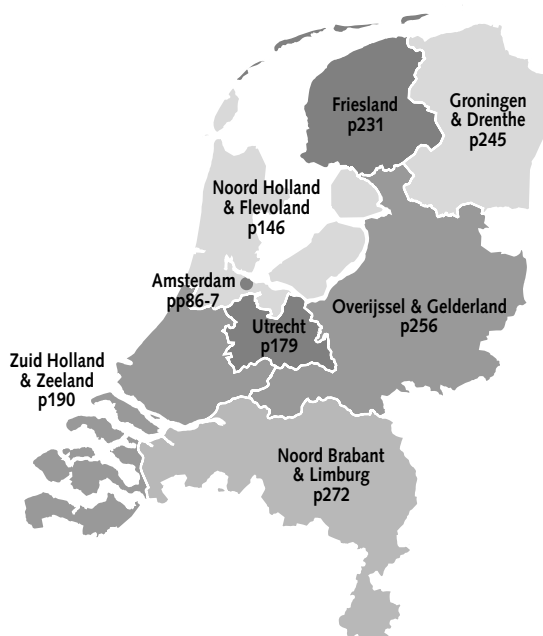 Friesland
p231
Groningen
& Drenthe
p245
Noord Holland
& Flevoland
p146
Amsterdam
pp86-7
Overijssel & Gelderland
p256
Utrecht
p179
Zuid Holland
& Zeeland
p190
Noord Brabant
& Limburg
p272